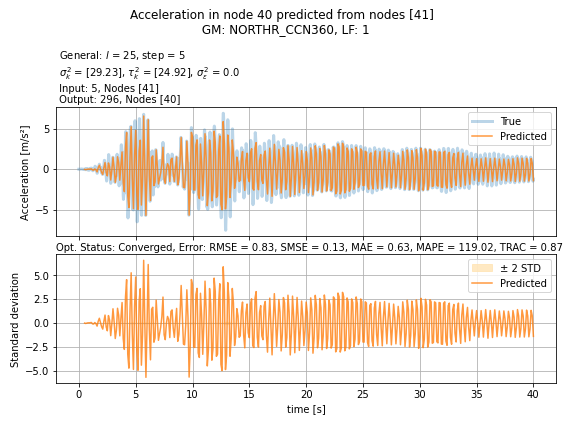 Acceleration in node 40 predicted from nodes [41]
GM: NORTHR_CCN360, LF: 1
General: l = 25, step = 5
σ²ₖ = [29.23], τ²ₖ = [24.92], σ²ε = 0.0
Input: 5, Nodes [41]
Output: 296, Nodes [40]
Acceleration [m/s²]
5
0
−5
True
Predicted
Opt. Status: Converged, Error: RMSE = 0.83, SMSE = 0.13, MAE = 0.63, MAPE = 119.02, TRAC = 0.87
Standard deviation
5.0
2.5
0.0
−2.5
−5.0
± 2 STD
Predicted
0 5 10 15 20 25 30 35 40
time [s]